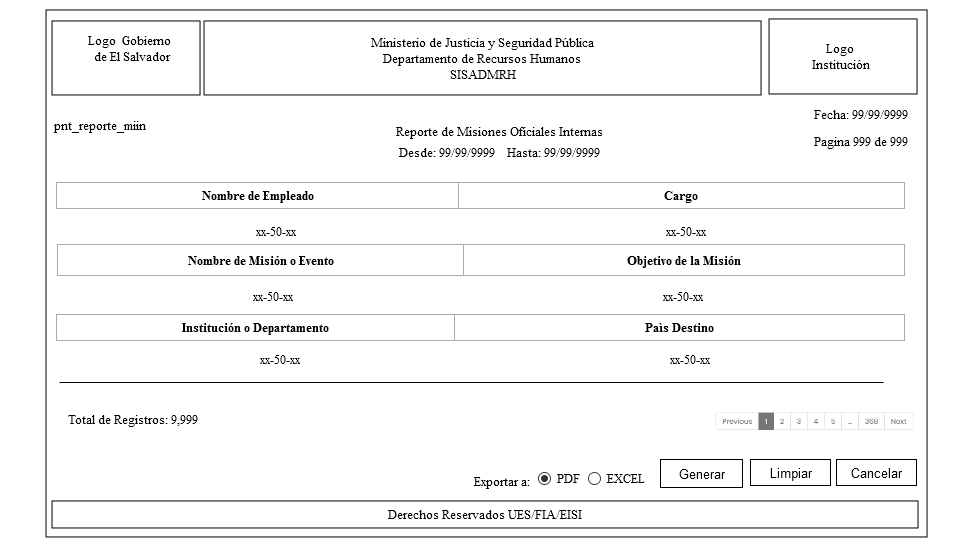 Logo Gobierno
de El Salvador
Ministerio de Justicia y Seguridad Pública
Departamento de Recursos Humanos
SISADMRH
Logo
Institución
pnt_reporte_miin
Fecha: 99/99/9999
Reporte de Misiones Oficiales Internas
Pagina 999 de 999
Desde: 99/99/9999 Hasta: 99/99/9999
Nombre de Empleado Cargo
xx-50-xx xx-50-xx
Nombre de Misión o Evento Objetivo de la Misión
xx-50-xx xx-50-xx
Institución o Departamento Paìs Destino
xx-50-xx xx-50-xx
Total de Registros: 9,999
Previous 1 2 3 4 5 ... 368 Next
Exportar a: PDF EXCEL Generar Limpiar Cancelar
Derechos Reservados UES/FIA/EISI